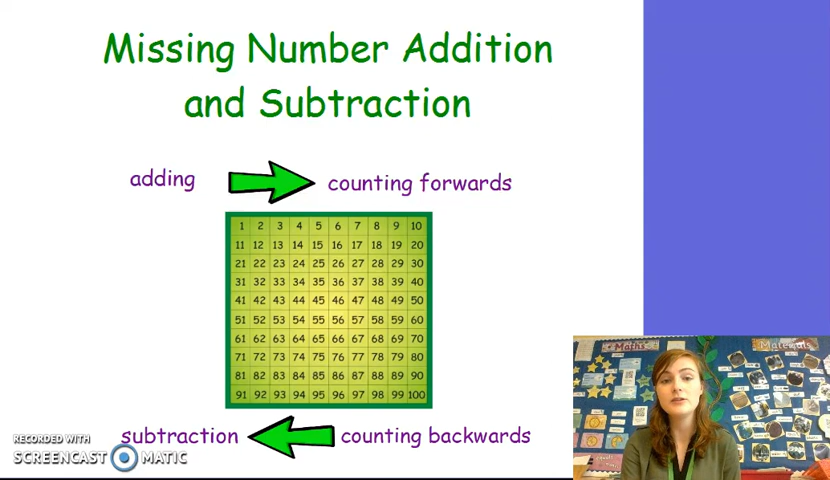 Missing Number Addition
and Subtraction
adding
counting forwards
1 2 3 4 5 6 7 8 9 10
11 12 13 14 15 16 17 18 19 20
21 22 23 24 25 26 27 28 29 30
31 32 33 34 35 36 37 38 39 40
41 42 43 44 45 46 47 48 49 50
51 52 53 54 55 56 57 58 59 60
61 62 63 64 65 66 67 68 69 70
71 72 73 74 75 76 77 78 79 80
81 82 83 84 85 86 87 88 89 90
91 92 93 94 95 96 97 98 99 100
Maths
Materials
subtraction
counting backwards
RECORDED WITH
SCREENCAST MATIC